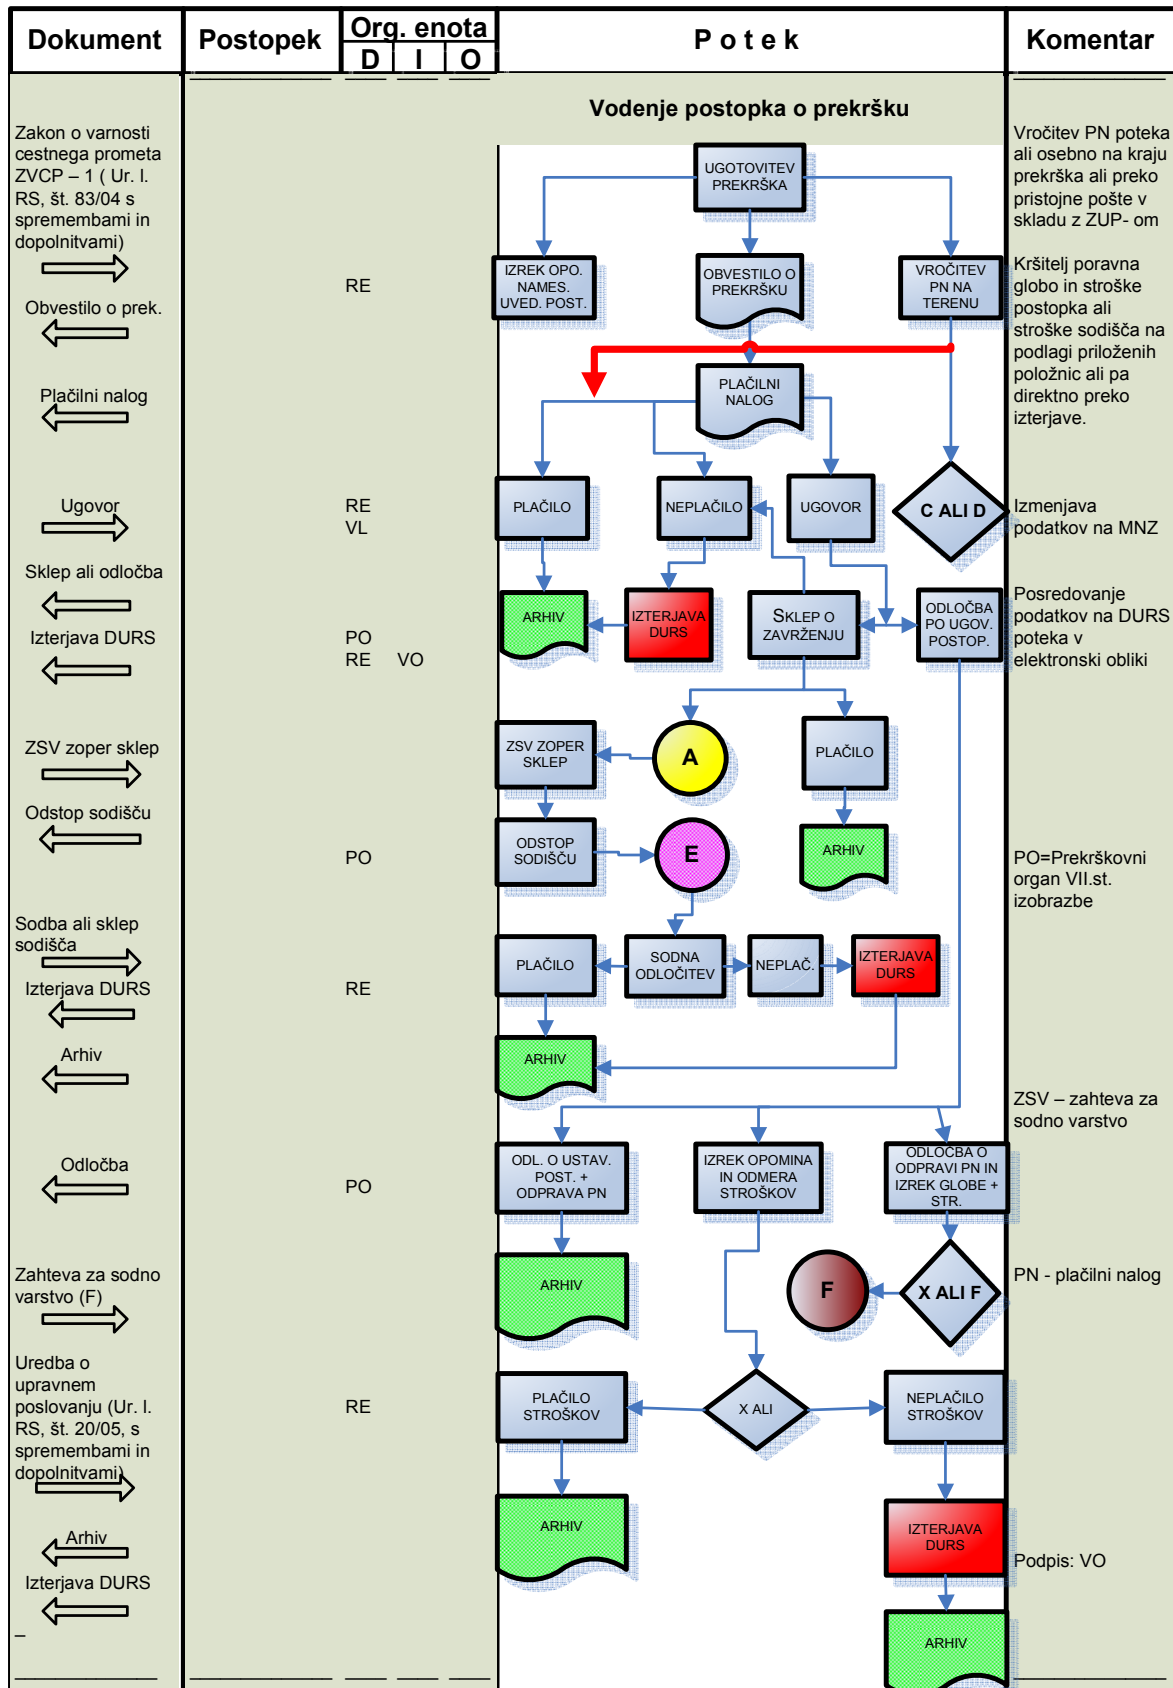 Dokument
Postopek
Org. enota
D I O
P o t e k
Komentar
Vodenje postopka o prekršku
Zakon o varnosti
cestnega prometa
ZVCP – 1 ( Ur. l.
RS, št. 83/04 s
spremembami in
dopolnitvami)
Obvestilo o prek.
Plačilni nalog
Ugovor
Sklep ali odločba
Izterjava DURS
ZSV zoper sklep
Odstop sodišču
Sodba ali sklep
sodišča
Izterjava DURS
Arhiv
Odločba
Zahteva za sodno
varstvo (F)
Uredba o
upravnem
poslovanju (Ur. l.
RS, št. 20/05, s
spremembami in
dopolnitvami)
Arhiv
Izterjava DURS
–
RE
RE
VL
PO
RE VO
PO
RE
PO
RE
UGOTOVITEV
PREKRŠKA
IZREK OPO.
NAMES.
UVED. POST.
OBVESTILO O
PREKRŠKU
VROČITEV
PN NA
TERENU
PLAČILNI
NALOG
PLAČILO
NEPLAČILO
UGOVOR
C ALI D
ARHIV
IZTERJAVA
DURS
SKLEP O
ZAVRŽENJU
ODLOČBA
PO UGOV.
POSTOP.
ZSV ZOPER
SKLEP
A
PLAČILO
ODSTOP
SODIŠČU
E
ARHIV
PLAČILO
SODNA
ODLOČITEV
NEPLAČ.
IZTERJAVA
DURS
ARHIV
ODL. O USTAV.
POST. +
ODPRAVA PN
IZREK OPOMINA
IN ODMERA
STROŠKOV
ODLOČBA O
ODPRAVI PN IN
IZREK GLOBE +
STR.
ARHIV
F
X ALI F
PLAČILO
STROŠKOV
X ALI
NEPLAČILO
STROŠKOV
ARHIV
IZTERJAVA
DURS
ARHIV
Vročitev PN poteka
ali osebno na kraju
prekrška ali preko
pristojne pošte v
skladu z ZUP- om
Kršitelj poravna
globo in stroške
postopka ali
stroške sodišča na
podlagi priloženih
položnic ali pa
direktno preko
izterjave.
Izmenjava
podatkov na MNZ
Posredovanje
podatkov na DURS
poteka v
elektronski obliki
PO=Prekrškovni
organ VII.st.
izobrazbe
ZSV – zahteva za
sodno varstvo
PN - plačilni nalog
Podpis: VO